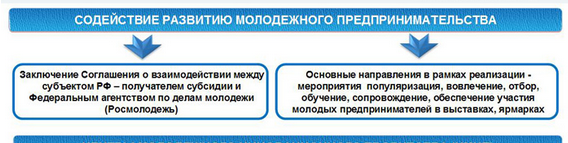 СОДЕЙСТВИЕ РАЗВИТИЮ МОЛОДЕЖНОГО ПРЕДПРИНИМАТЕЛЬСТВА
Заключение Соглашения о взаимодействии между
субъектом РФ – получателем субсидии и
Федеральным агентством по делам молодежи
(Росмолодежь)
Основные направления в рамках реализации -
мероприятия популяризация, вовлечение, отбор,
обучение, сопровождение, обеспечение участия
молодых предпринимателей в выставках, ярмарках